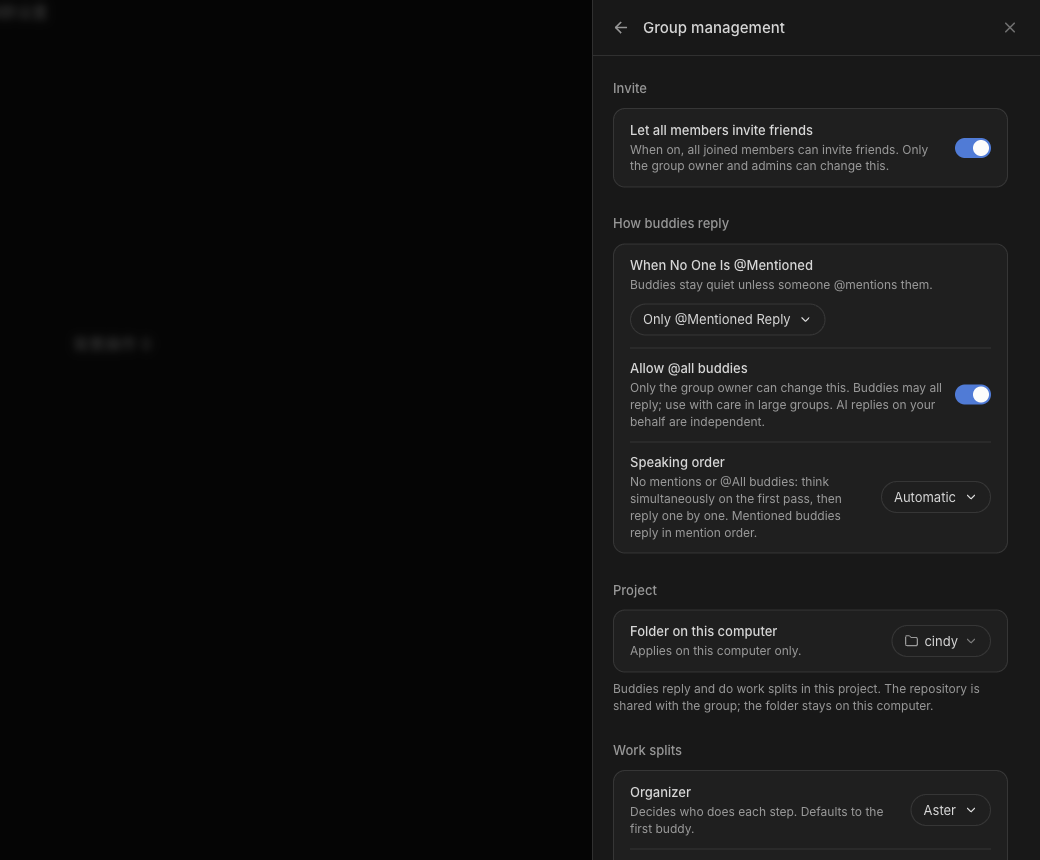 Group management
Invite
Let all members invite friends
When on, all joined members can invite friends. Only
the group owner and admins can change this.
How buddies reply
When No One Is @Mentioned
Buddies stay quiet unless someone @mentions them.
Only @Mentioned Reply
Allow @all buddies
Only the group owner can change this. Buddies may all
reply; use with care in large groups. AI replies on your
behalf are independent.
Speaking order
No mentions or @All buddies: think
simultaneously on the first pass, then
reply one by one. Mentioned buddies
reply in mention order.
Automatic
Project
Folder on this computer
Applies on this computer only.
cindy
Buddies reply and do work splits in this project. The repository is
shared with the group; the folder stays on this computer.
Work splits
Organizer
Decides who does each step. Defaults to the
first buddy.
Aster